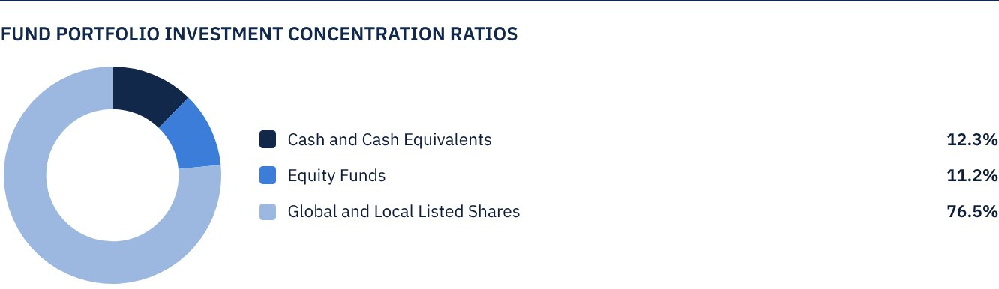 FUND PORTFOLIO INVESTMENT CONCENTRATION RATIOS
Cash and Cash Equivalents 12.3%
Equity Funds 11.2%
Global and Local Listed Shares 76.5%